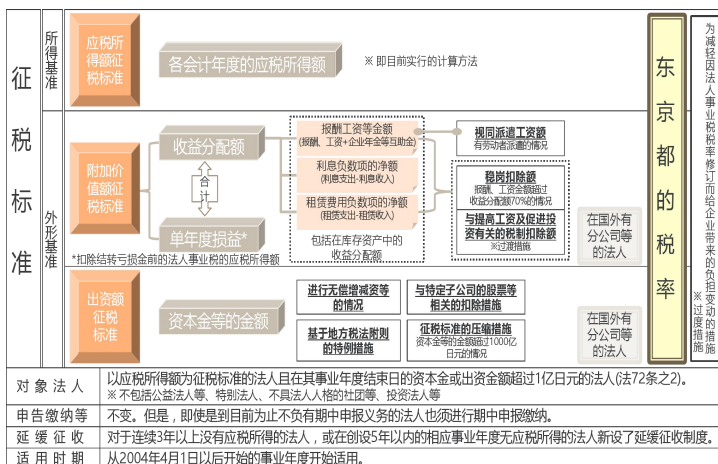 征税标准
所得基准
应税所
得额征
税标准
各会计年度的应税所得额
※ 即目前实行的计算方法
外形基准
附加价
值额征
税标准
收益分配额
合计
单年度损益*
*扣除结转亏损金前的法人事业税的应税所得额
报酬工资等金额
(报酬、工资+企业年金等互助金)
利息负数项的净额
(利息支出-利息收入)
租赁费用负数项的净额
(租赁支出-租赁收入)
包括在库存资产中的
收益分配额
视同派遣工资额
有劳动者派遣的情况
稳岗扣除额
报酬、工资金额超过
收益分配额70%的情况
与提高工资及促进投
资有关的税制扣除额
※过渡措施
在国外有
分公司等
的法人
出资额
征税
标准
资本金等的金额
进行无偿增减资等
的情况
与特定子公司的股票等
相关的扣除措施
基于地方税法附则
的特例措施
征税标准的压缩措施
资本金等的金额超过1000亿
日元的情况
在国外有
分公司等
的法人
东京都的税率
为减轻因法人事业税税率修订而给企业带来的负担变动的措施
※过度措施
对象法人
以应税所得额为征税标准的法人且在其事业年度结束日的资本金或出资金额超过1亿日元的法人(法72条之2)。
※ 不包括公益法人等、特别法人、不具法人人格的社团等、投资法人等
申告缴纳等
不变。但是，即使是到目前为止不负有期中申报义务的法人也须进行期中申报缴纳。
延缓征收
对于连续3年以上没有应税所得的法人，或在创设5年以内的相应事业年度无应税所得的法人新设了延缓征收制度。
适用时期
从2004年4月1日以后开始的事业年度开始适用。